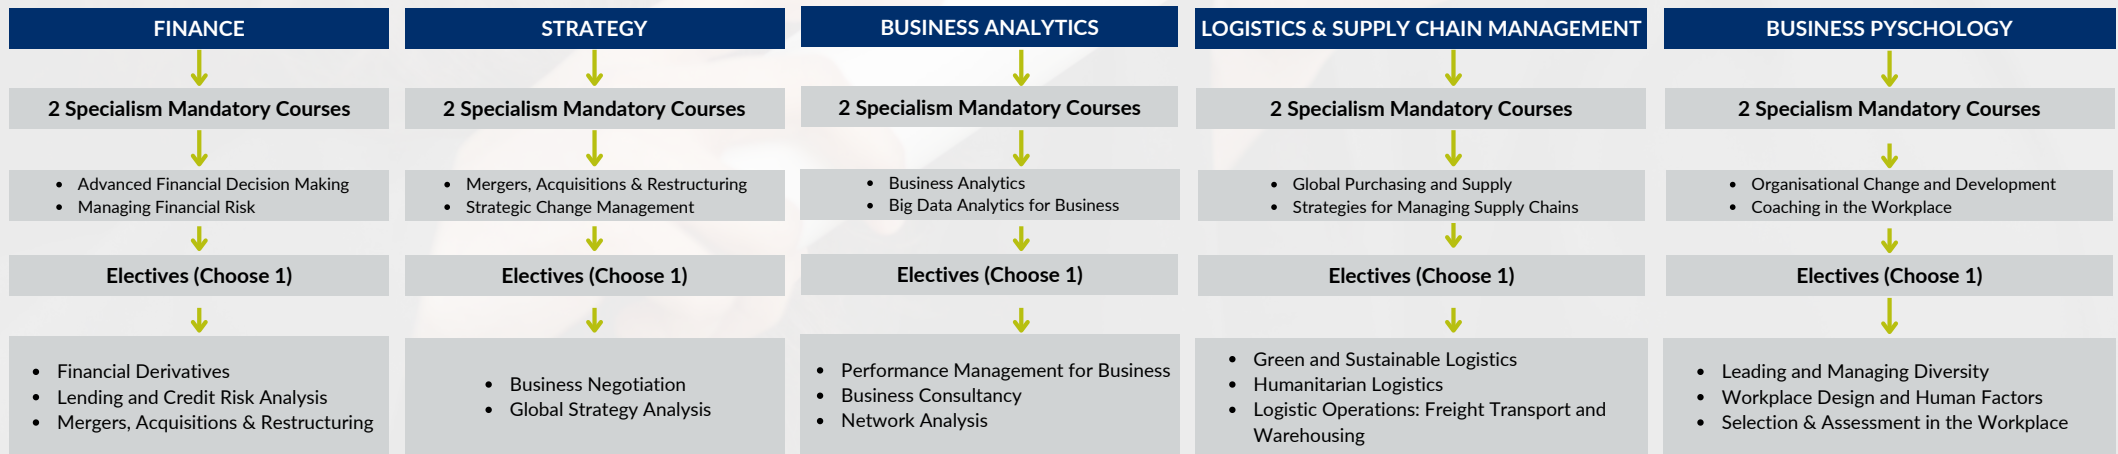 FINANCE
2 Specialism Mandatory Courses
• Advanced Financial Decision Making
• Managing Financial Risk
Electives (Choose 1)
• Financial Derivatives
• Lending and Credit Risk Analysis
• Mergers, Acquisitions & Restructuring
STRATEGY
2 Specialism Mandatory Courses
• Mergers, Acquisitions & Restructuring
• Strategic Change Management
Electives (Choose 1)
• Business Negotiation
• Global Strategy Analysis
BUSINESS ANALYTICS
2 Specialism Mandatory Courses
• Business Analytics
• Big Data Analytics for Business
Electives (Choose 1)
• Performance Management for Business
• Business Consultancy
• Network Analysis
LOGISTICS & SUPPLY CHAIN MANAGEMENT
2 Specialism Mandatory Courses
• Global Purchasing and Supply
• Strategies for Managing Supply Chains
Electives (Choose 1)
• Green and Sustainable Logistics
• Humanitarian Logistics
• Logistic Operations: Freight Transport and
Warehousing
BUSINESS PYSCHOLOGY
2 Specialism Mandatory Courses
• Organisational Change and Development
• Coaching in the Workplace
Electives (Choose 1)
• Leading and Managing Diversity
• Workplace Design and Human Factors
• Selection & Assessment in the Workplace